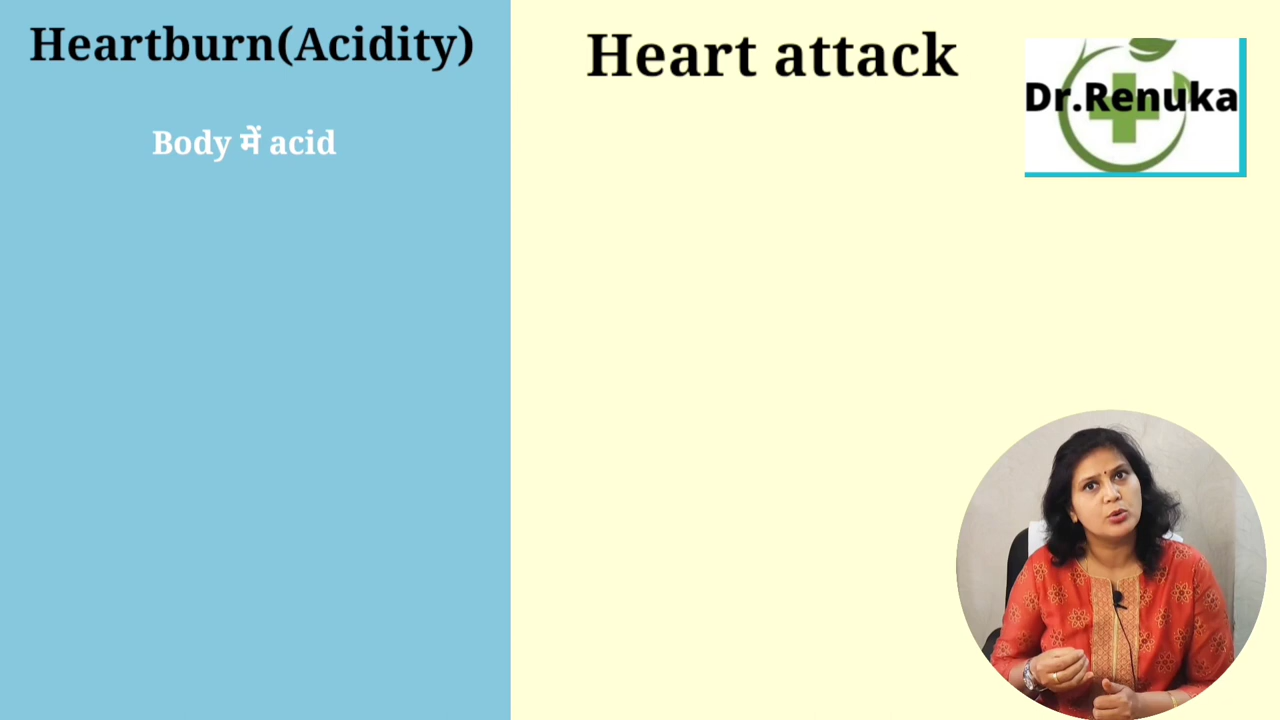 Heartburn(Acidity)
Body में acid
Heart attack
Dr.Renuka